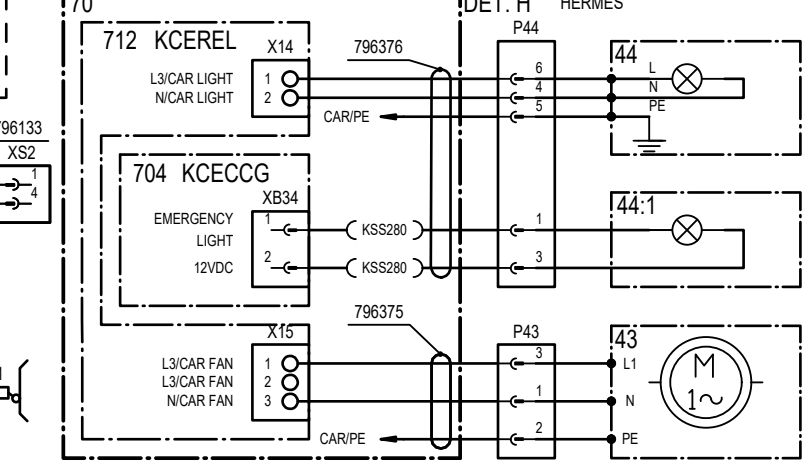 70
DET. H HERMES
712 KCEREL
X14
796376
P44
44
L3/CAR LIGHT 1
N/CAR LIGHT 2
6 L
4 N
5 PE
CAR/PE
796133
XS2
1
4
704 KCECCG
XB34
EMERGENCY
LIGHT
12VDC
1 KSS280 1
2 KSS280 3
44:1
796375
X15
P43
43
L3/CAR FAN 1
L3/CAR FAN 2
N/CAR FAN 3
3 L1
1 N
2 PE
M
1~
CAR/PE